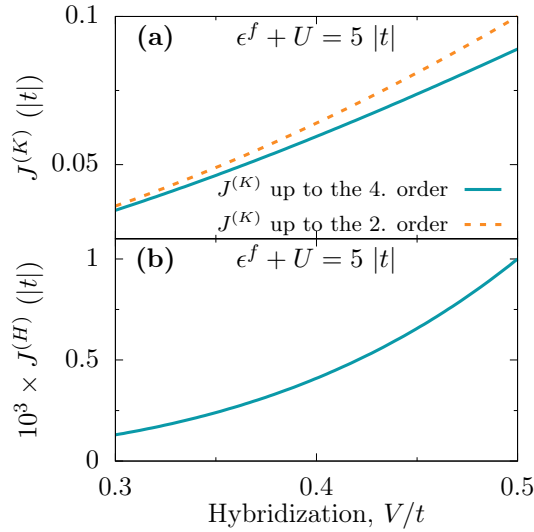 0.1
(a) ϵ^f + U = 5 |t|
J^(K) (|t|)
0.05
J^(K) up to the 4. order
J^(K) up to the 2. order
(b) ϵ^f + U = 5 |t|
10^3 × J^(H) (|t|)
1
0.5
0
0.3 0.4 0.5
Hybridization, V/t